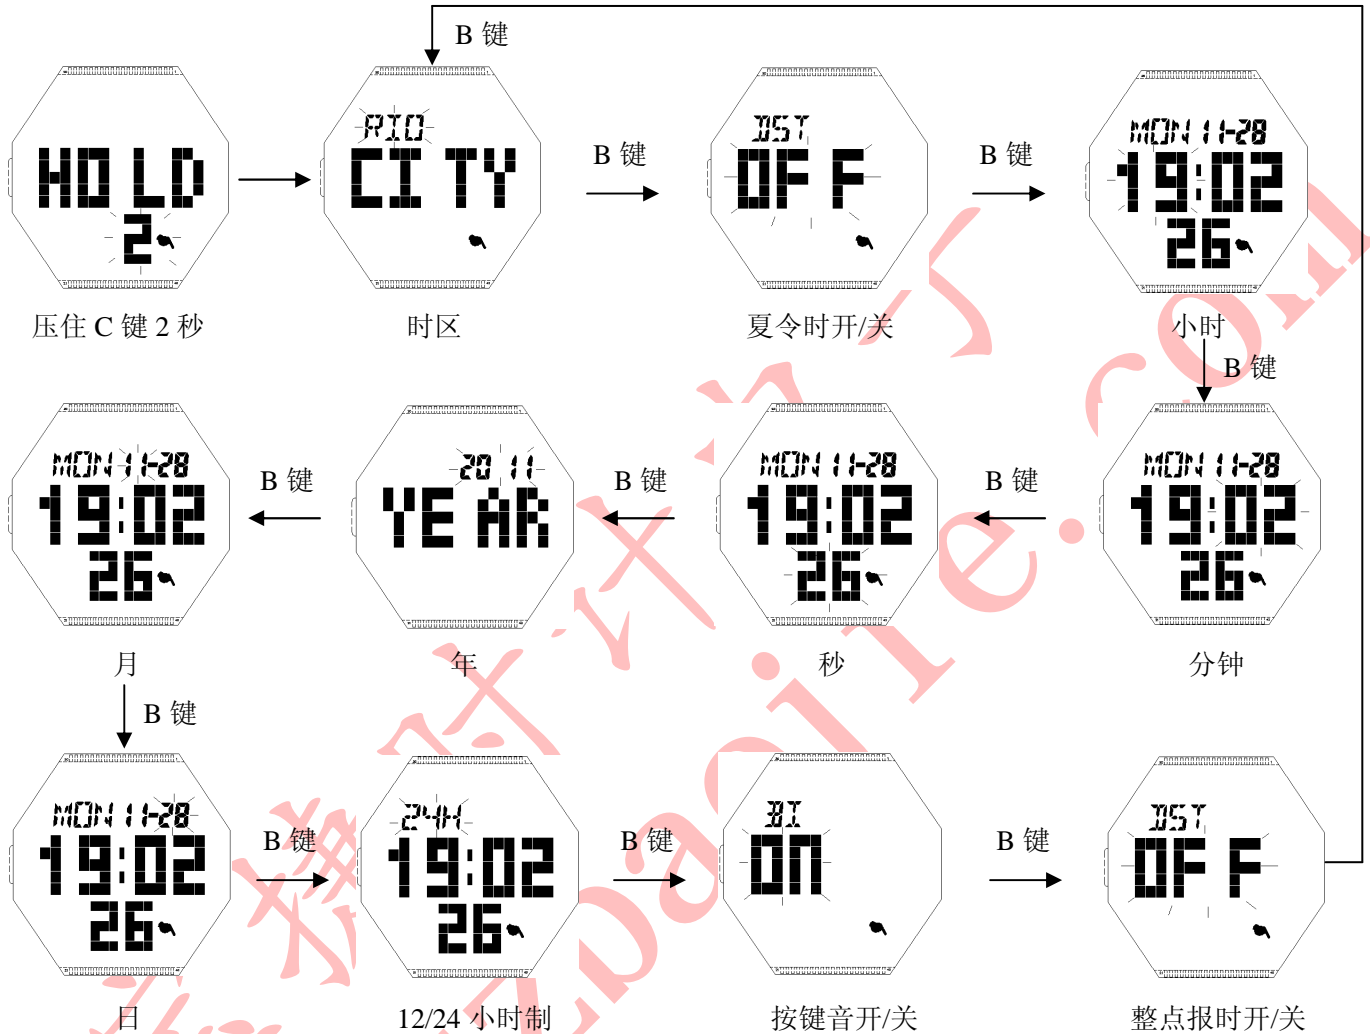 B 键
HOLD
2
RIO
CITY
B 键
DST
OFF
B 键
MON 11-28
19:02
26
压住 C 键 2 秒
时区
夏令时开/关
小时
B 键
MON 11-28
19:02
26
B 键
20 11
YEAR
B 键
MON 11-28
19:02
26
B 键
MON 11-28
19:02
26
月
年
秒
分钟
B 键
MON 11-28
19:02
26
B 键
24H
19:02
26
B 键
BI
ON
B 键
DST
OFF
日
12/24 小时制
按键音开/关
整点报时开/关